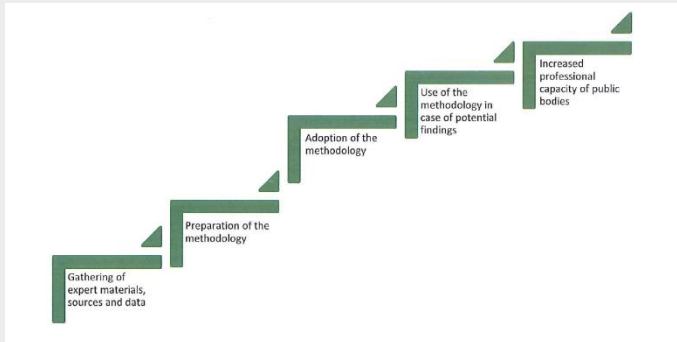 Gathering of
expert materials,
sources and data
Preparation of the
methodology
Adoption of the
methodology
Use of the
methodology in
case of potential
findings
Increased
professional
capacity of public
bodies